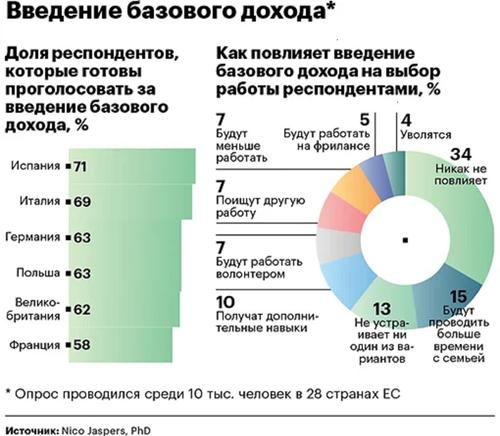 Введение базового дохода*
Доля респондентов,
которые готовы
проголосовать за
введение базового
дохода, %
Испания 71
Италия 69
Германия 63
Польша 63
Велико-
британия 62
Франция 58
Как повлияет введение
базового дохода на выбор
работы респондентами, %
7
Будут
меньше
работать
5
Будут работать
на фрилансе
4
Уволятся
34
Никак не
повлияет
7
Поищут другую
работу
7
Будут работать
волонтером
10
Получат дополни-
тельные навыки
13
Не устра-
ивает ни
один из ва-
риантов
15
Будут
проводить
больше
времени
с семьей
* Опрос проводился среди 10 тыс. человек в 28 странах ЕС
Источник: Nico Jaspers, PhD